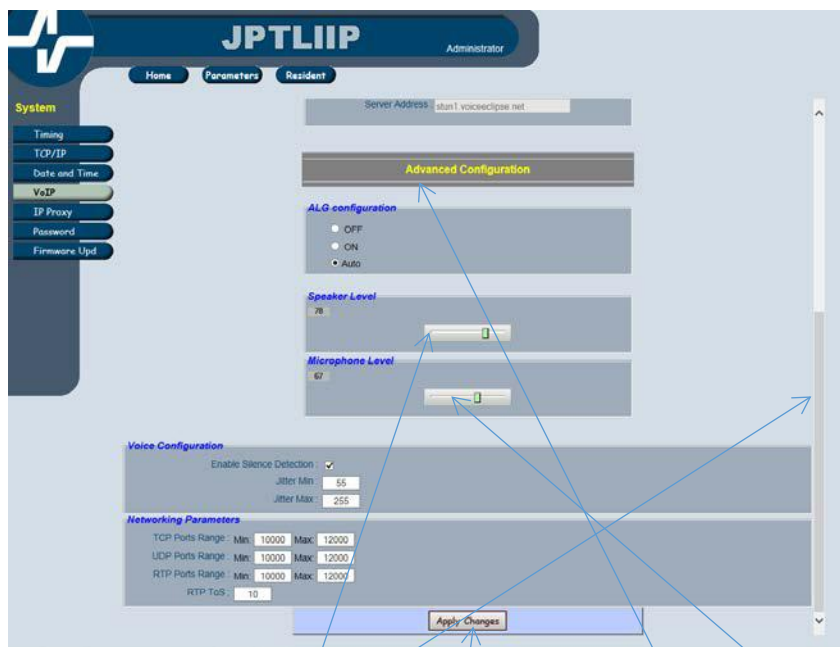 JPTLIIP
Administrator
Home Parameters Resident
System
Timing
TCP/IP
Date and Time
VoIP
IP Proxy
Password
Firmware Upd
Server Address : stun1.voiceeclipse.net
Advanced Configuration
ALG configuration
OFF
ON
Auto
Speaker Level
78
Microphone Level
67
Voice Configuration
Enable Silence Detection :
Jitter Min : 55
Jitter Max : 255
Networking Parameters
TCP Ports Range : Min: 10000 Max: 12000
UDP Ports Range : Min: 10000 Max: 12000
RTP Ports Range : Min: 10000 Max: 12000
RTP ToS : 10
Apply Changes